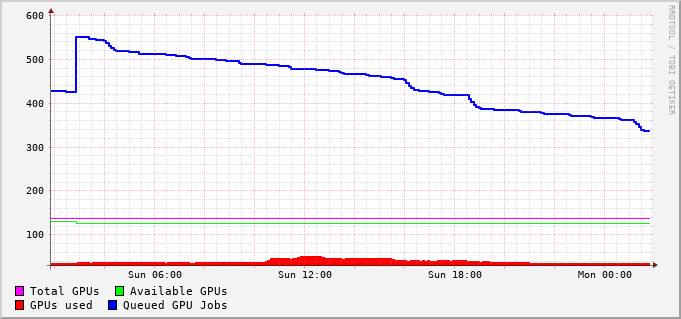 600
500
400
300
200
100
Sun 06:00 Sun 12:00 Sun 18:00 Mon 00:00
Total GPUs Available GPUs
GPUs used Queued GPU Jobs
RRDTOOL / TOBI OETIKER